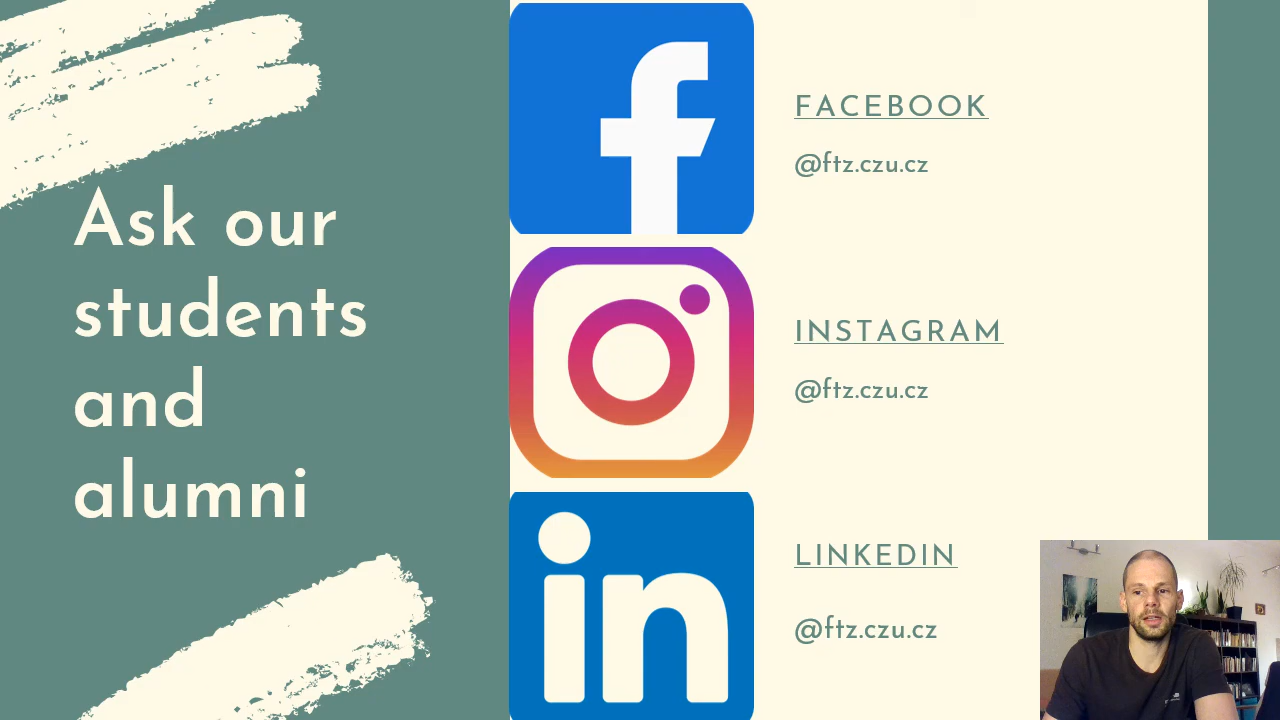 Ask our
students
and
alumni
FACEBOOK
@ftz.czu.cz
INSTAGRAM
@ftz.czu.cz
LINKEDIN
@ftz.czu.cz